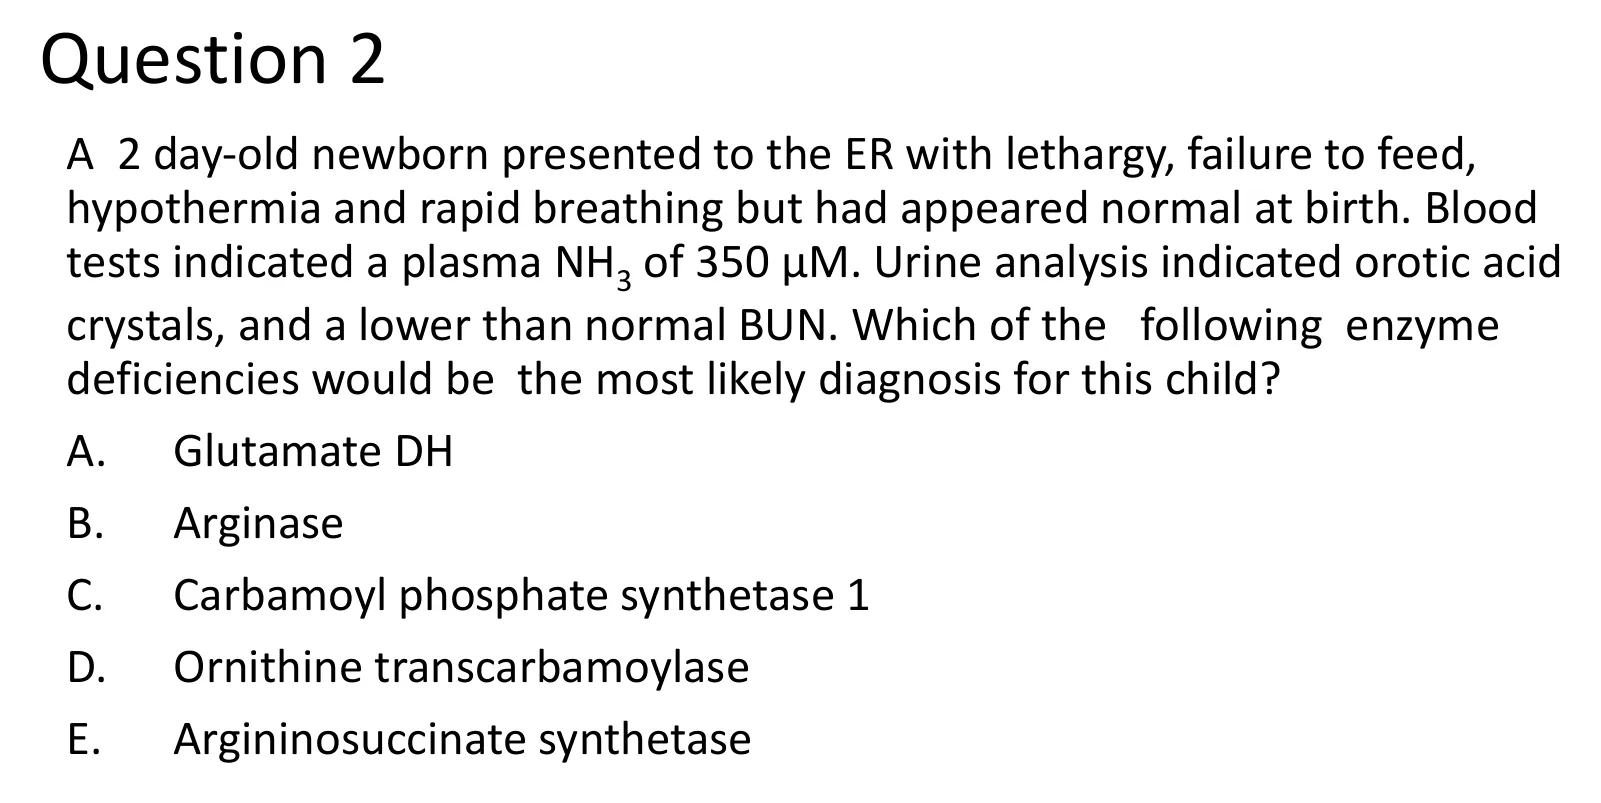 Question 2
A 2 day-old newborn presented to the ER with lethargy, failure to feed,
hypothermia and rapid breathing but had appeared normal at birth. Blood
tests indicated a plasma NH₃ of 350 μM. Urine analysis indicated orotic acid
crystals, and a lower than normal BUN. Which of the following enzyme
deficiencies would be the most likely diagnosis for this child?
A. Glutamate DH
B. Arginase
C. Carbamoyl phosphate synthetase 1
D. Ornithine transcarbamoylase
E. Argininosuccinate synthetase